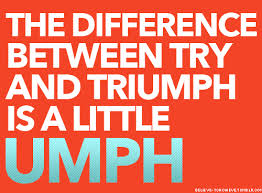 THE DIFFERENCE
BETWEEN TRY
AND TRIUMPH
IS A LITTLE
UMPH